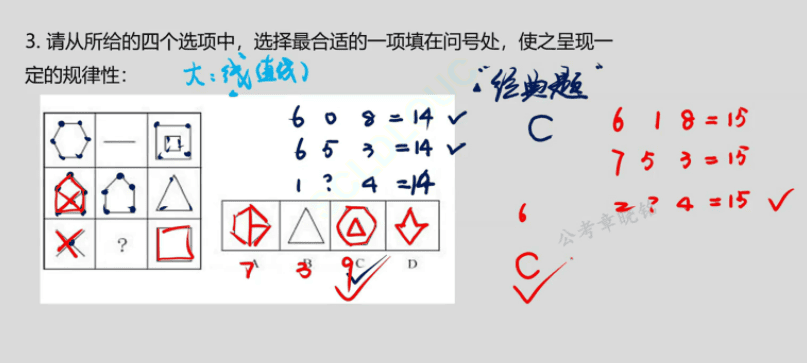 3. 请从所给的四个选项中，选择最合适的一项填在问号处，使之呈现一
定的规律性：
大：线(直线)
"经典题"
6 0 8 = 14 ✓
6 5 3 = 14 ✓
1 ? 4 = 14
C
6 1 8 = 15
7 5 3 = 15
2 ? 4 = 15 ✓
6
C
?
A B C D
7 3 9
公考章昵称